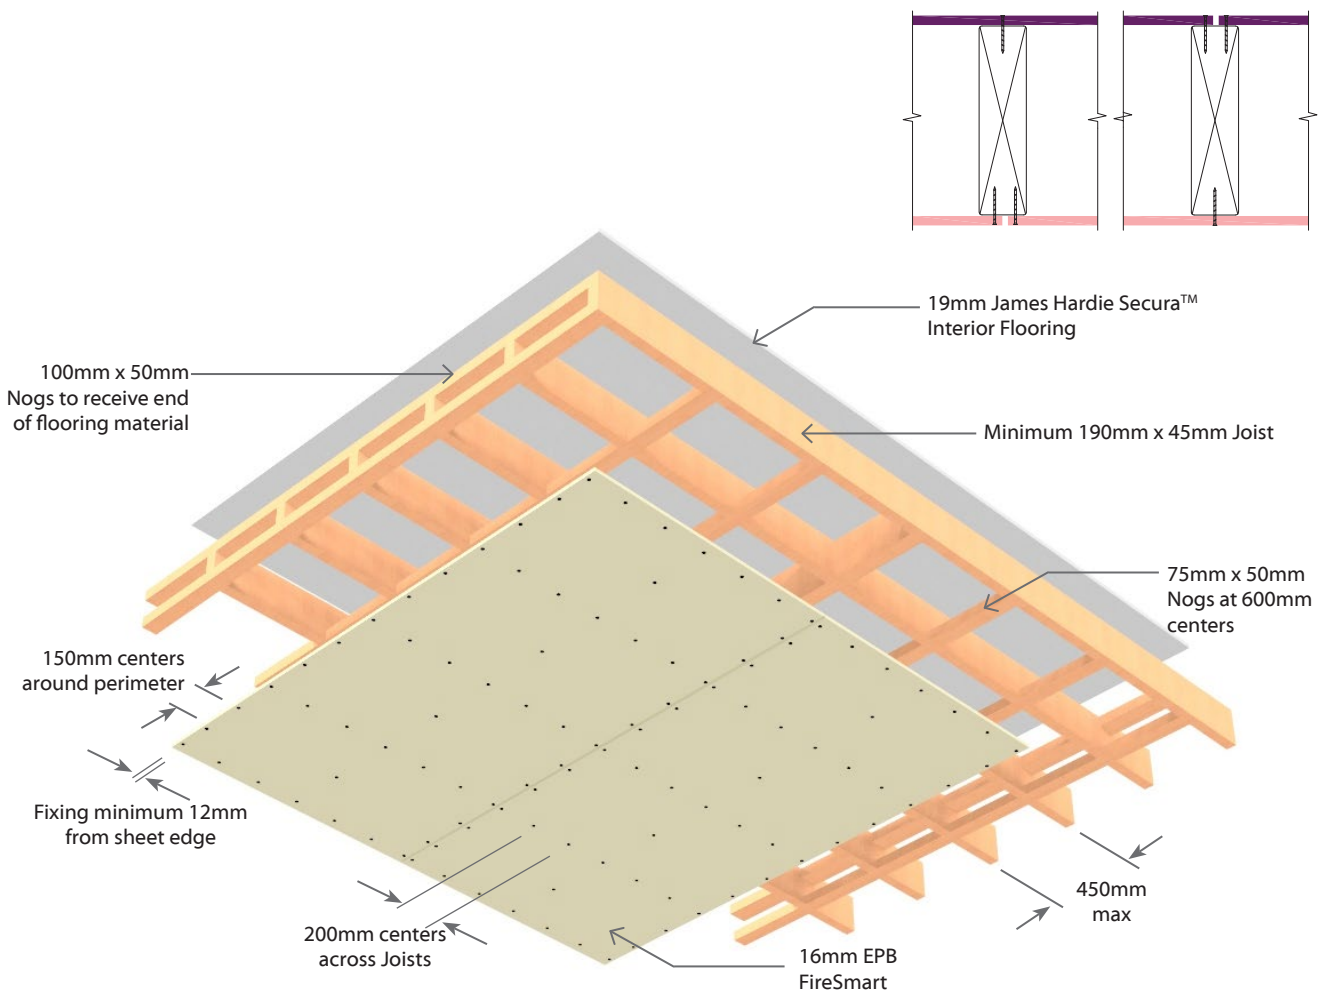 19mm James Hardie Secura™
Interior Flooring
100mm x 50mm
Nogs to receive end
of flooring material
Minimum 190mm x 45mm Joist
75mm x 50mm
Nogs at 600mm
centers
150mm centers
around perimeter
Fixing minimum 12mm
from sheet edge
450mm
max
200mm centers
across Joists
16mm EPB
FireSmart